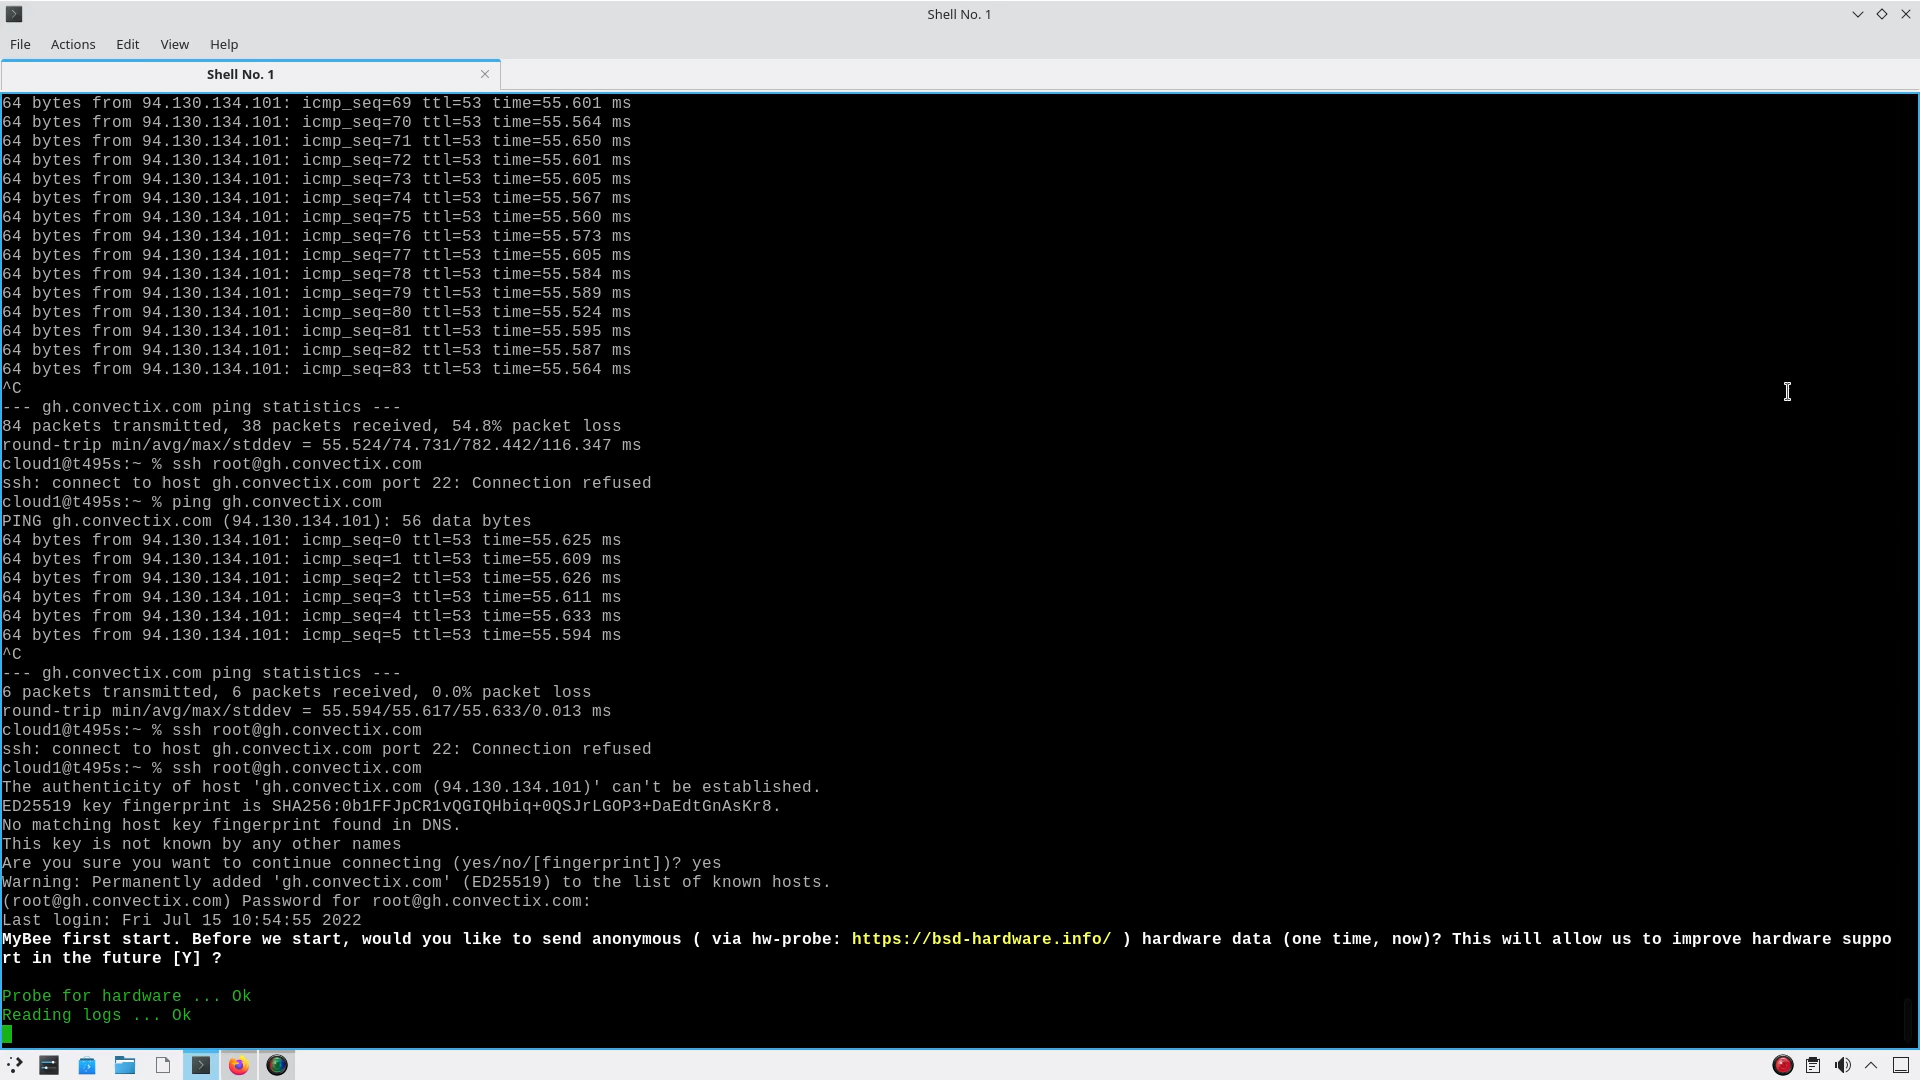 Shell No. 1
File Actions Edit View Help
Shell No. 1
64 bytes from 94.130.134.101: icmp_seq=69 ttl=53 time=55.601 ms
64 bytes from 94.130.134.101: icmp_seq=70 ttl=53 time=55.564 ms
64 bytes from 94.130.134.101: icmp_seq=71 ttl=53 time=55.650 ms
64 bytes from 94.130.134.101: icmp_seq=72 ttl=53 time=55.601 ms
64 bytes from 94.130.134.101: icmp_seq=73 ttl=53 time=55.605 ms
64 bytes from 94.130.134.101: icmp_seq=74 ttl=53 time=55.567 ms
64 bytes from 94.130.134.101: icmp_seq=75 ttl=53 time=55.560 ms
64 bytes from 94.130.134.101: icmp_seq=76 ttl=53 time=55.573 ms
64 bytes from 94.130.134.101: icmp_seq=77 ttl=53 time=55.605 ms
64 bytes from 94.130.134.101: icmp_seq=78 ttl=53 time=55.584 ms
64 bytes from 94.130.134.101: icmp_seq=79 ttl=53 time=55.589 ms
64 bytes from 94.130.134.101: icmp_seq=80 ttl=53 time=55.524 ms
64 bytes from 94.130.134.101: icmp_seq=81 ttl=53 time=55.595 ms
64 bytes from 94.130.134.101: icmp_seq=82 ttl=53 time=55.587 ms
64 bytes from 94.130.134.101: icmp_seq=83 ttl=53 time=55.564 ms
^C
--- gh.convectix.com ping statistics ---
84 packets transmitted, 38 packets received, 54.8% packet loss
round-trip min/avg/max/stddev = 55.524/74.731/782.442/116.347 ms
cloud1@t495s:~ % ssh root@gh.convectix.com
ssh: connect to host gh.convectix.com port 22: Connection refused
cloud1@t495s:~ % ping gh.convectix.com
PING gh.convectix.com (94.130.134.101): 56 data bytes
64 bytes from 94.130.134.101: icmp_seq=0 ttl=53 time=55.625 ms
64 bytes from 94.130.134.101: icmp_seq=1 ttl=53 time=55.609 ms
64 bytes from 94.130.134.101: icmp_seq=2 ttl=53 time=55.626 ms
64 bytes from 94.130.134.101: icmp_seq=3 ttl=53 time=55.611 ms
64 bytes from 94.130.134.101: icmp_seq=4 ttl=53 time=55.633 ms
64 bytes from 94.130.134.101: icmp_seq=5 ttl=53 time=55.594 ms
^C
--- gh.convectix.com ping statistics ---
6 packets transmitted, 6 packets received, 0.0% packet loss
round-trip min/avg/max/stddev = 55.594/55.617/55.633/0.013 ms
cloud1@t495s:~ % ssh root@gh.convectix.com
ssh: connect to host gh.convectix.com port 22: Connection refused
cloud1@t495s:~ % ssh root@gh.convectix.com
The authenticity of host 'gh.convectix.com (94.130.134.101)' can't be established.
ED25519 key fingerprint is SHA256:0b1FFJpCR1vQGIQHbiq+0QSJrLGOP3+DaEdtGnAsKr8.
No matching host key fingerprint found in DNS.
This key is not known by any other names
Are you sure you want to continue connecting (yes/no/[fingerprint])? yes
Warning: Permanently added 'gh.convectix.com' (ED25519) to the list of known hosts.
(root@gh.convectix.com) Password for root@gh.convectix.com:
Last login: Fri Jul 15 10:54:55 2022
MyBee first start. Before we start, would you like to send anonymous ( via hw-probe: https://bsd-hardware.info/ ) hardware data (one time, now)? This will allow us to improve hardware suppo
rt in the future [Y] ?
Probe for hardware ... Ok
Reading logs ... Ok